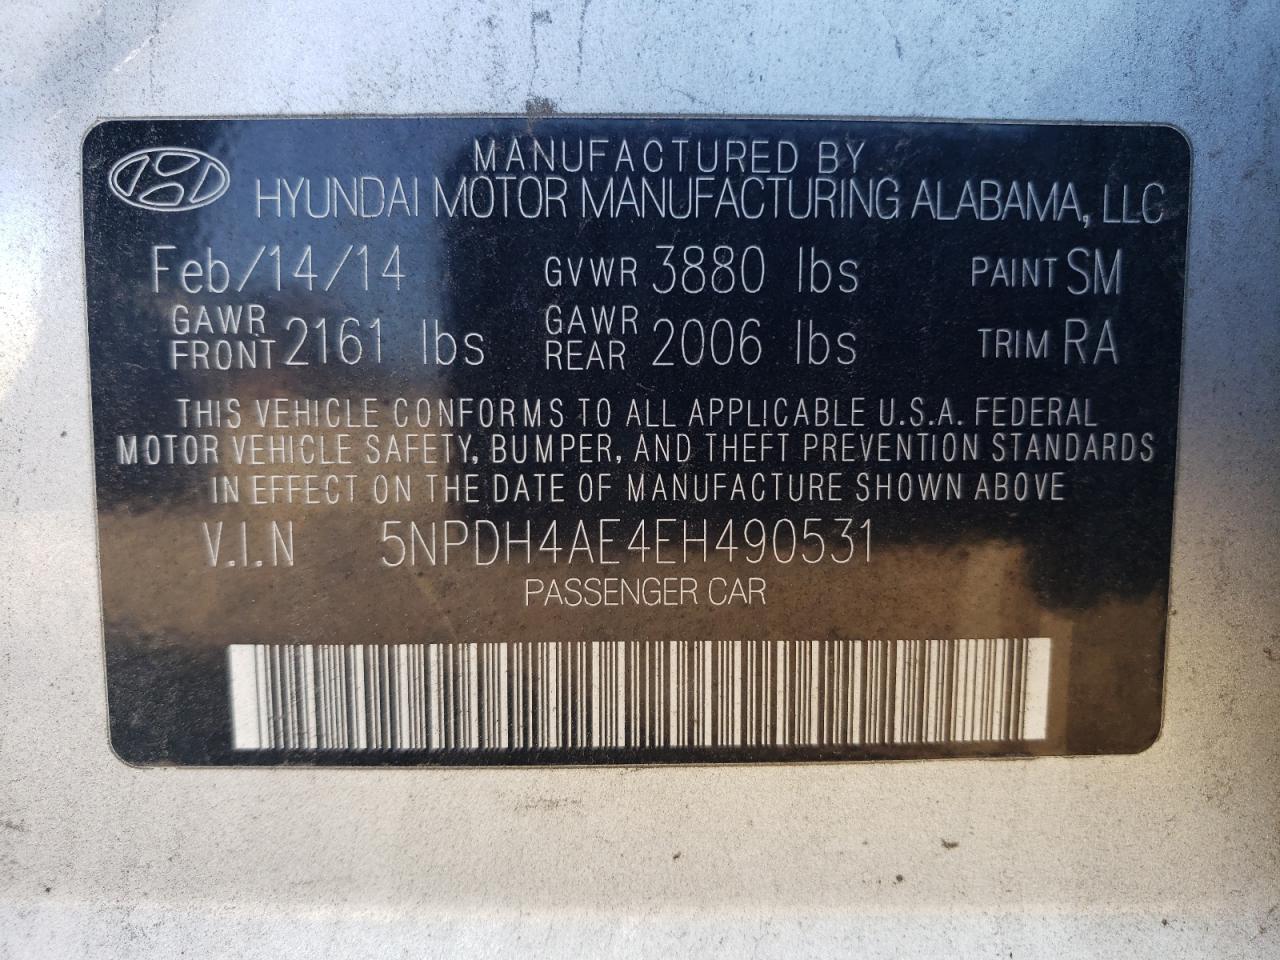 MANUFACTURED BY
HYUNDAI MOTOR MANUFACTURING ALABAMA, LLC
Feb/14/14 GVWR 3880 lbs PAINT SM
GAWR FRONT 2161 lbs GAWR REAR 2006 lbs TRIM RA
THIS VEHICLE CONFORMS TO ALL APPLICABLE U.S.A. FEDERAL
MOTOR VEHICLE SAFETY, BUMPER, AND THEFT PREVENTION STANDARDS
IN EFFECT ON THE DATE OF MANUFACTURE SHOWN ABOVE
V.I.N 5NPDH4AE4EH490531
PASSENGER CAR